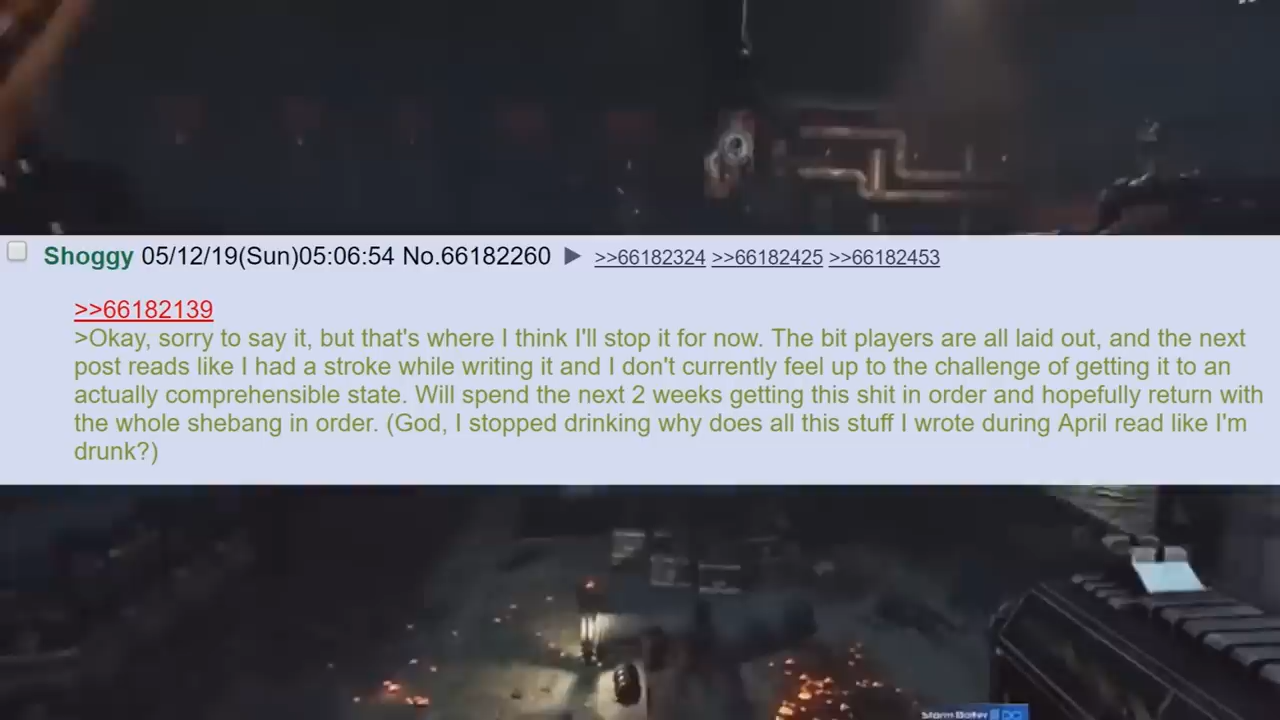 Shoggy 05/12/19(Sun)05:06:54 No.66182260 ▶ >>66182324 >>66182425 >>66182453
>>66182139
>Okay, sorry to say it, but that's where I think I'll stop it for now. The bit players are all laid out, and the next
post reads like I had a stroke while writing it and I don't currently feel up to the challenge of getting it to an
actually comprehensible state. Will spend the next 2 weeks getting this shit in order and hopefully return with
the whole shebang in order. (God, I stopped drinking why does all this stuff I wrote during April read like I'm
drunk?)